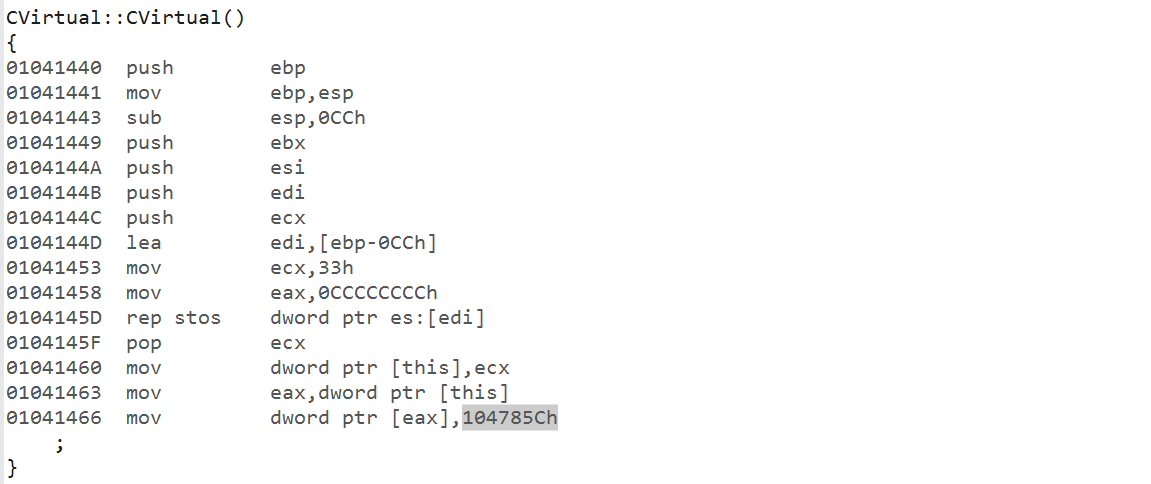 CVirtual::CVirtual()
{
01041440  push        ebp
01041441  mov         ebp,esp
01041443  sub         esp,0CCh
01041449  push        ebx
0104144A  push        esi
0104144B  push        edi
0104144C  push        ecx
0104144D  lea         edi,[ebp-0CCh]
01041453  mov         ecx,33h
01041458  mov         eax,0CCCCCCCCh
0104145D  rep stos    dword ptr es:[edi]
0104145F  pop         ecx
01041460  mov         dword ptr [this],ecx
01041463  mov         eax,dword ptr [this]
01041466  mov         dword ptr [eax],104785Ch
    ;
}